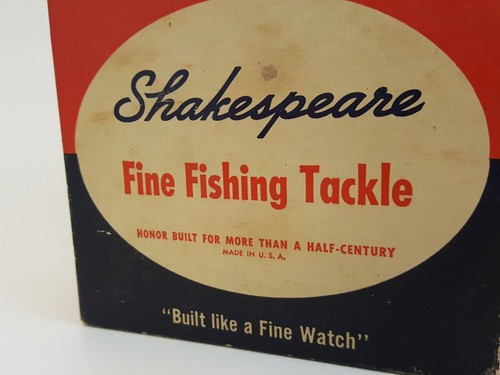 Shakespeare
Fine Fishing Tackle
HONOR BUILT FOR MORE THAN A HALF-CENTURY
MADE IN U.S.A.
"Built like a Fine Watch"